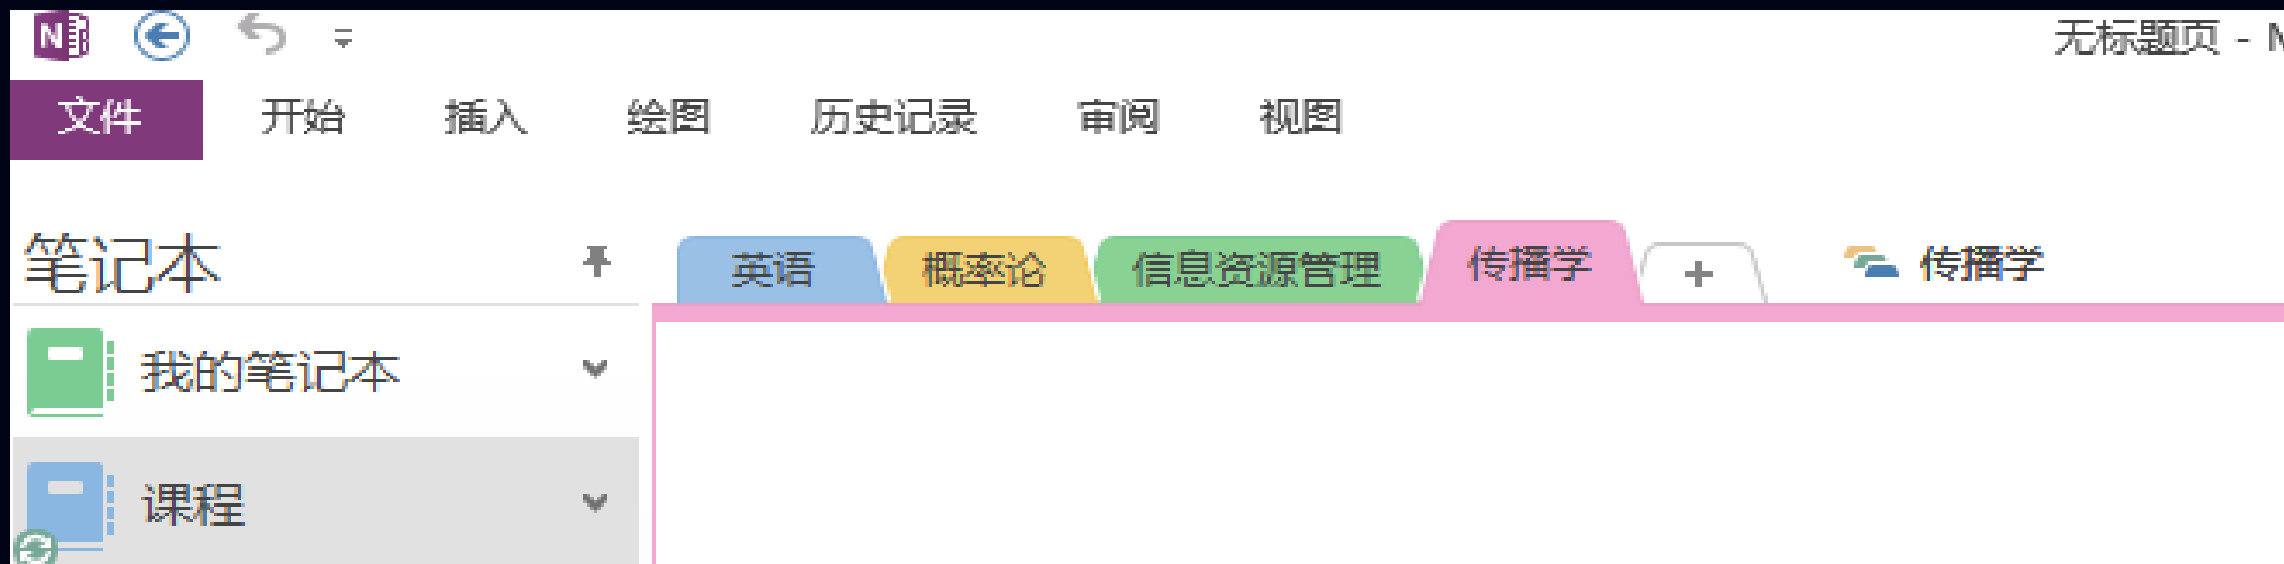 无标题页 - M
文件 开始 插入 绘图 历史记录 审阅 视图
笔记本 英语 概率论 信息资源管理 传播学 + 传播学
我的笔记本
课程